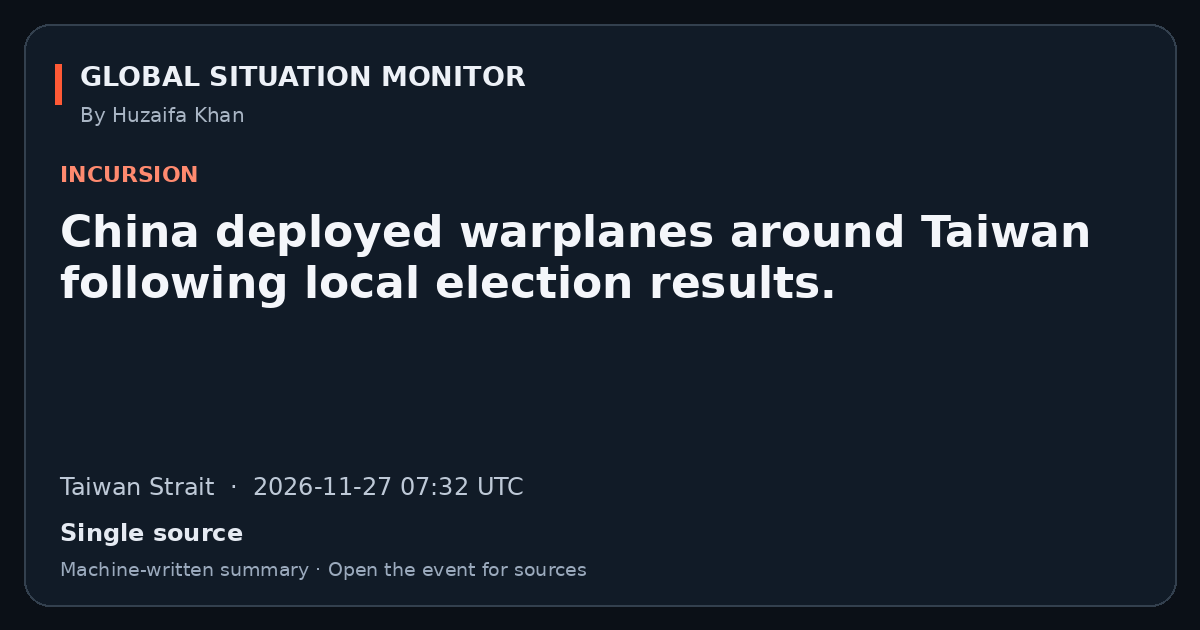 GLOBAL SITUATION MONITOR
By Huzaifa Khan
INCURSION
China deployed warplanes around Taiwan
following local election results.
Taiwan Strait · 2026-11-27 07:32 UTC
Single source
Machine-written summary · Open the event for sources